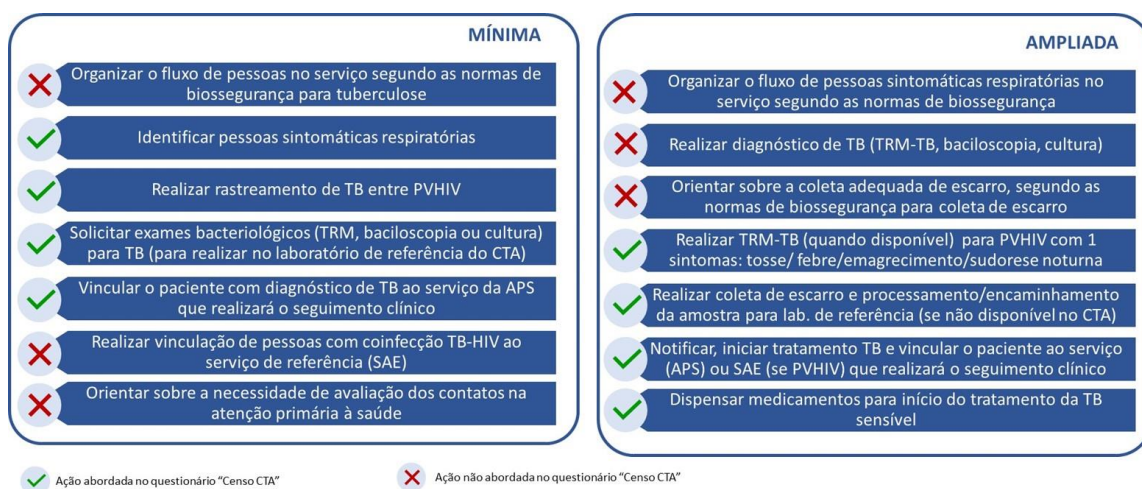 MÍNIMA
Organizar o fluxo de pessoas no serviço segundo as normas de
biossegurança para tuberculose
Identificar pessoas sintomáticas respiratórias
Realizar rastreamento de TB entre PVHIV
Solicitar exames bacteriológicos (TRM, baciloscopia ou cultura)
para TB (para realizar no laboratório de referência do CTA)
Vincular o paciente com diagnóstico de TB ao serviço da APS
que realizará o seguimento clínico
Realizar vinculação de pessoas com coinfecção TB-HIV ao
serviço de referência (SAE)
Orientar sobre a necessidade de avaliação dos contatos na
atenção primária à saúde
AMPLIADA
Organizar o fluxo de pessoas sintomáticas respiratórias no
serviço segundo as normas de biossegurança
Realizar diagnóstico de TB (TRM-TB, baciloscopia, cultura)
Orientar sobre a coleta adequada de escarro, segundo as
normas de biossegurança para coleta de escarro
Realizar TRM-TB (quando disponível) para PVHIV com 1
sintomas: tosse/ febre/emagrecimento/sudorese noturna
Realizar coleta de escarro e processamento/encaminhamento
da amostra para lab. de referência (se não disponível no CTA)
Notificar, iniciar tratamento TB e vincular o paciente ao serviço
(APS) ou SAE (se PVHIV) que realizará o seguimento clínico
Dispensar medicamentos para início do tratamento da TB
sensível
Ação abordada no questionário “Censo CTA”
Ação não abordada no questionário “Censo CTA”